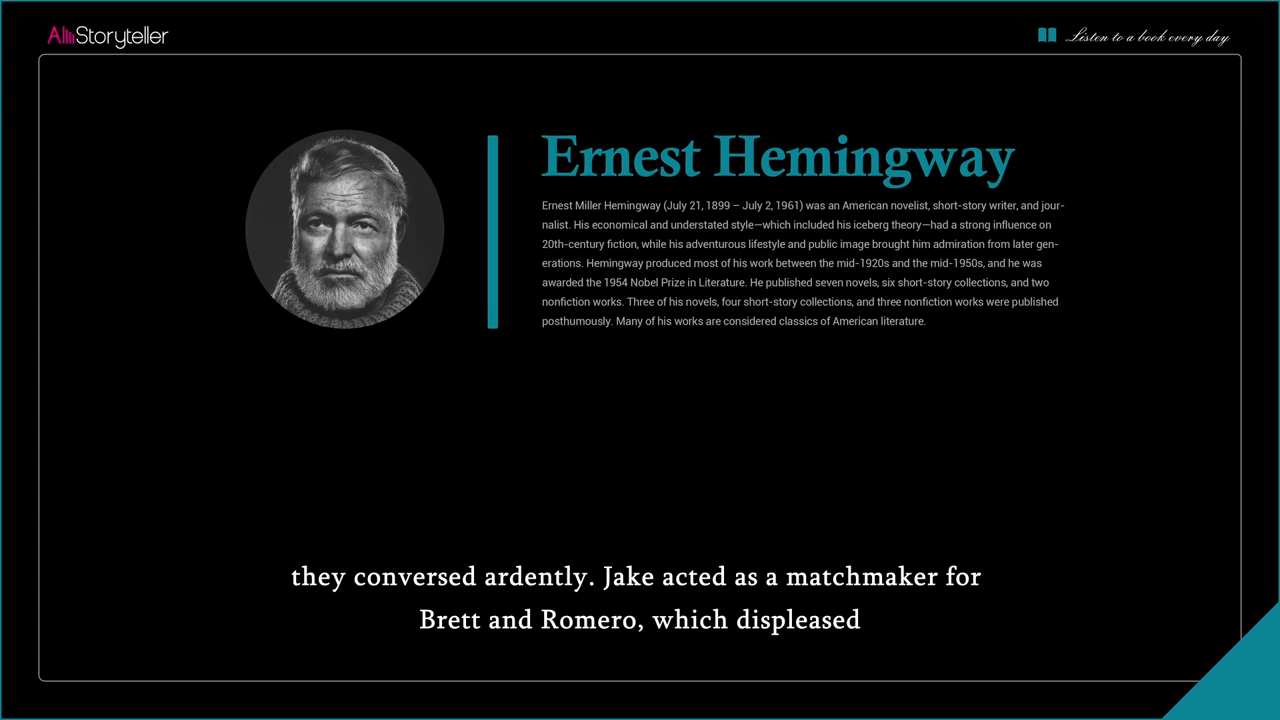 AllStoryteller
Listen to a book every day
Ernest Hemingway
Ernest Miller Hemingway (July 21, 1899 – July 2, 1961) was an American novelist, short-story writer, and jour-
nalist. His economical and understated style—which included his iceberg theory—had a strong influence on
20th-century fiction, while his adventurous lifestyle and public image brought him admiration from later gen-
erations. Hemingway produced most of his work between the mid-1920s and the mid-1950s, and he was
awarded the 1954 Nobel Prize in Literature. He published seven novels, six short-story collections, and two
nonfiction works. Three of his novels, four short-story collections, and three nonfiction works were published
posthumously. Many of his works are considered classics of American literature.
they conversed ardently. Jake acted as a matchmaker for
Brett and Romero, which displeased